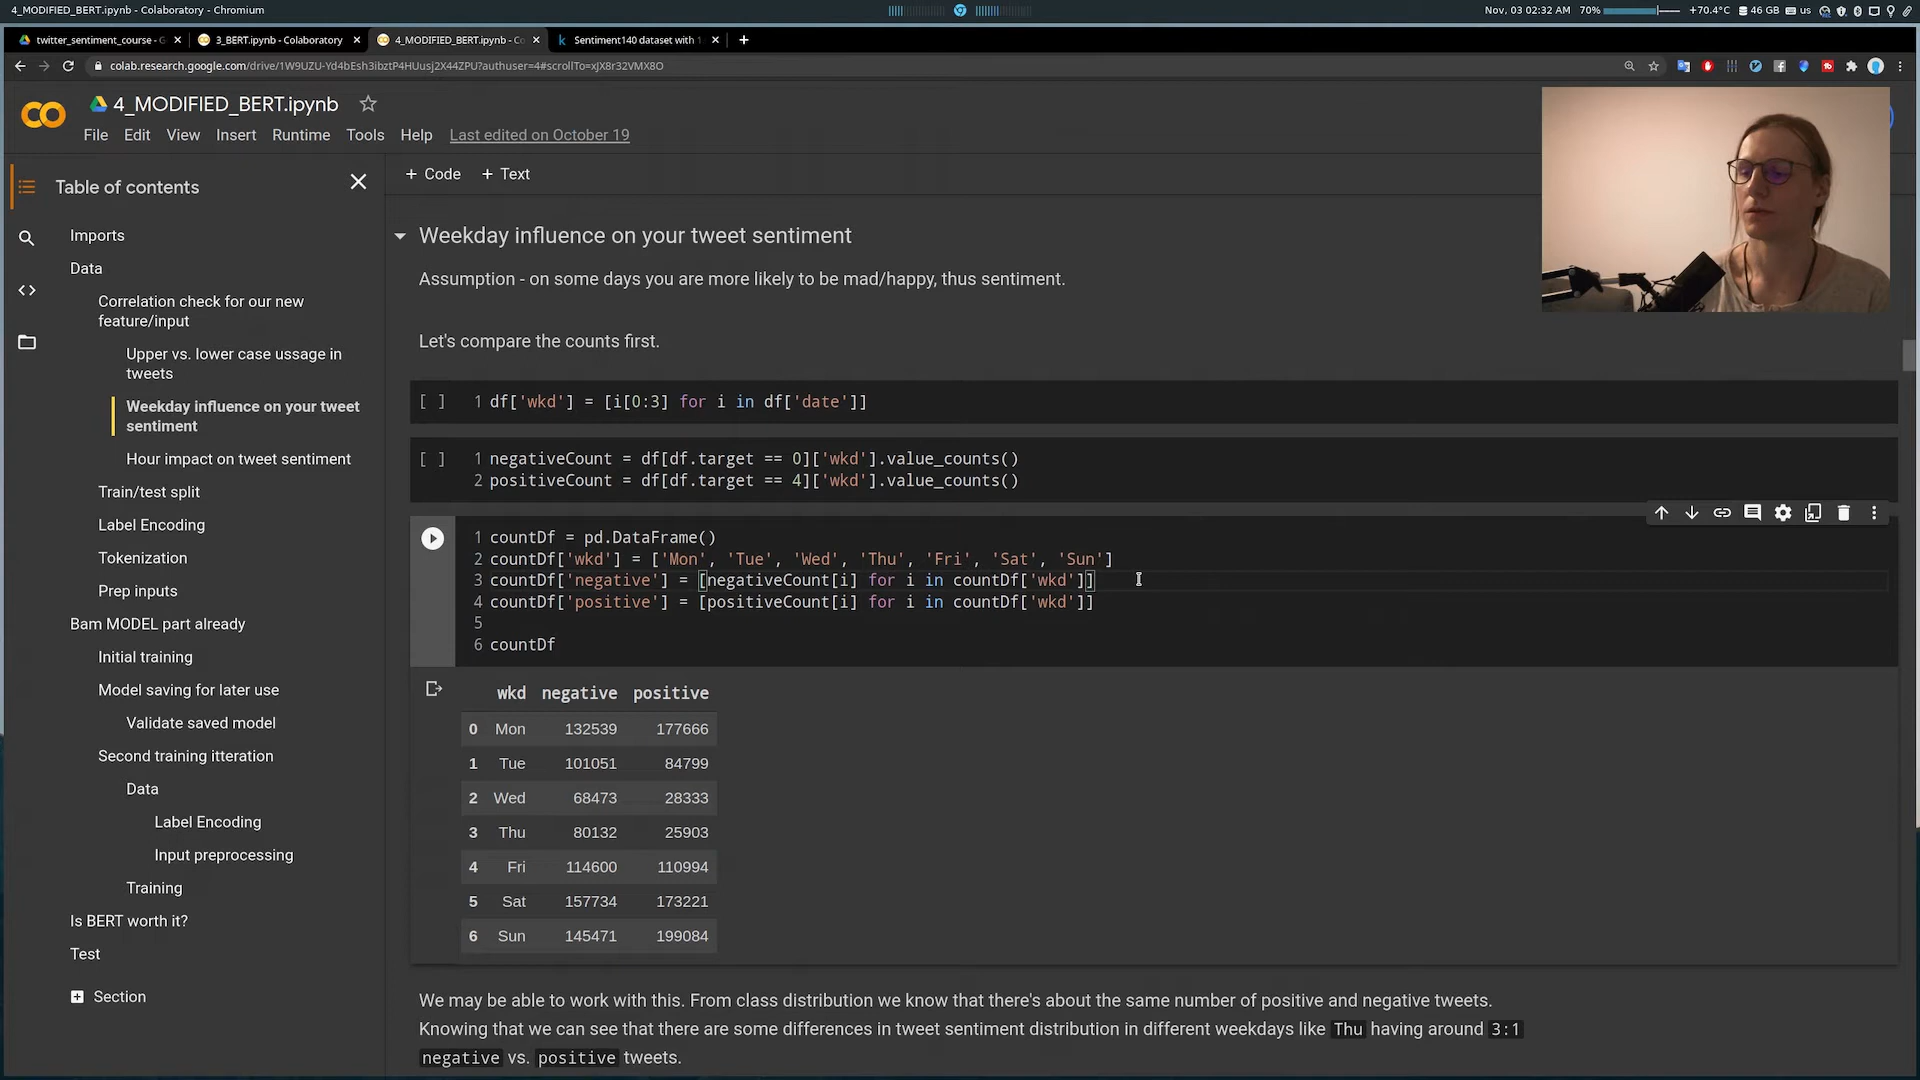 4_MODIFIED_BERT.ipynb - Colaboratory - Chromium
Nov, 03 02:32 AM 70% +70.4°C 46 GB us
twitter_sentiment_course - G
3_BERT.ipynb - Colaboratory
4_MODIFIED_BERT.ipynb - Co
Sentiment140 dataset with 1
colab.research.google.com/drive/1W9UZU-Yd4bEsh3ibztP4HUusj2X44ZPU?authuser=4#scrollTo=xJX8r32VMX8O
4_MODIFIED_BERT.ipynb
File Edit View Insert Runtime Tools Help Last edited on October 19
Table of contents
Imports
Data
Correlation check for our new
feature/input
Upper vs. lower case ussage in
tweets
Weekday influence on your tweet
sentiment
Hour impact on tweet sentiment
Train/test split
Label Encoding
Tokenization
Prep inputs
Bam MODEL part already
Initial training
Model saving for later use
Validate saved model
Second training itteration
Data
Label Encoding
Input preprocessing
Training
Is BERT worth it?
Test
Section
+ Code + Text
Weekday influence on your tweet sentiment
Assumption - on some days you are more likely to be mad/happy, thus sentiment.
Let's compare the counts first.
[ ] 1 df['wkd'] = [i[0:3] for i in df['date']]
[ ] 1 negativeCount = df[df.target == 0]['wkd'].value_counts()
2 positiveCount = df[df.target == 4]['wkd'].value_counts()
1 countDf = pd.DataFrame()
2 countDf['wkd'] = ['Mon', 'Tue', 'Wed', 'Thu', 'Fri', 'Sat', 'Sun']
3 countDf['negative'] = [negativeCount[i] for i in countDf['wkd']]
4 countDf['positive'] = [positiveCount[i] for i in countDf['wkd']]
5
6 countDf
wkd negative positive
0 Mon 132539 177666
1 Tue 101051 84799
2 Wed 68473 28333
3 Thu 80132 25903
4 Fri 114600 110994
5 Sat 157734 173221
6 Sun 145471 199084
We may be able to work with this. From class distribution we know that there's about the same number of positive and negative tweets.
Knowing that we can see that there are some differences in tweet sentiment distribution in different weekdays like Thu having around 3:1
negative vs. positive tweets.